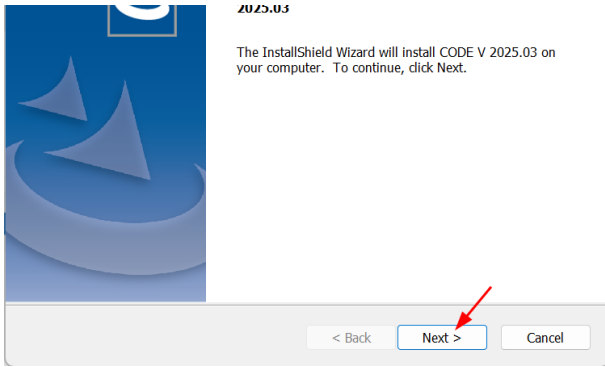 2025.03
The InstallShield Wizard will install CODE V 2025.03 on
your computer.  To continue, click Next.
< Back
Next >
Cancel